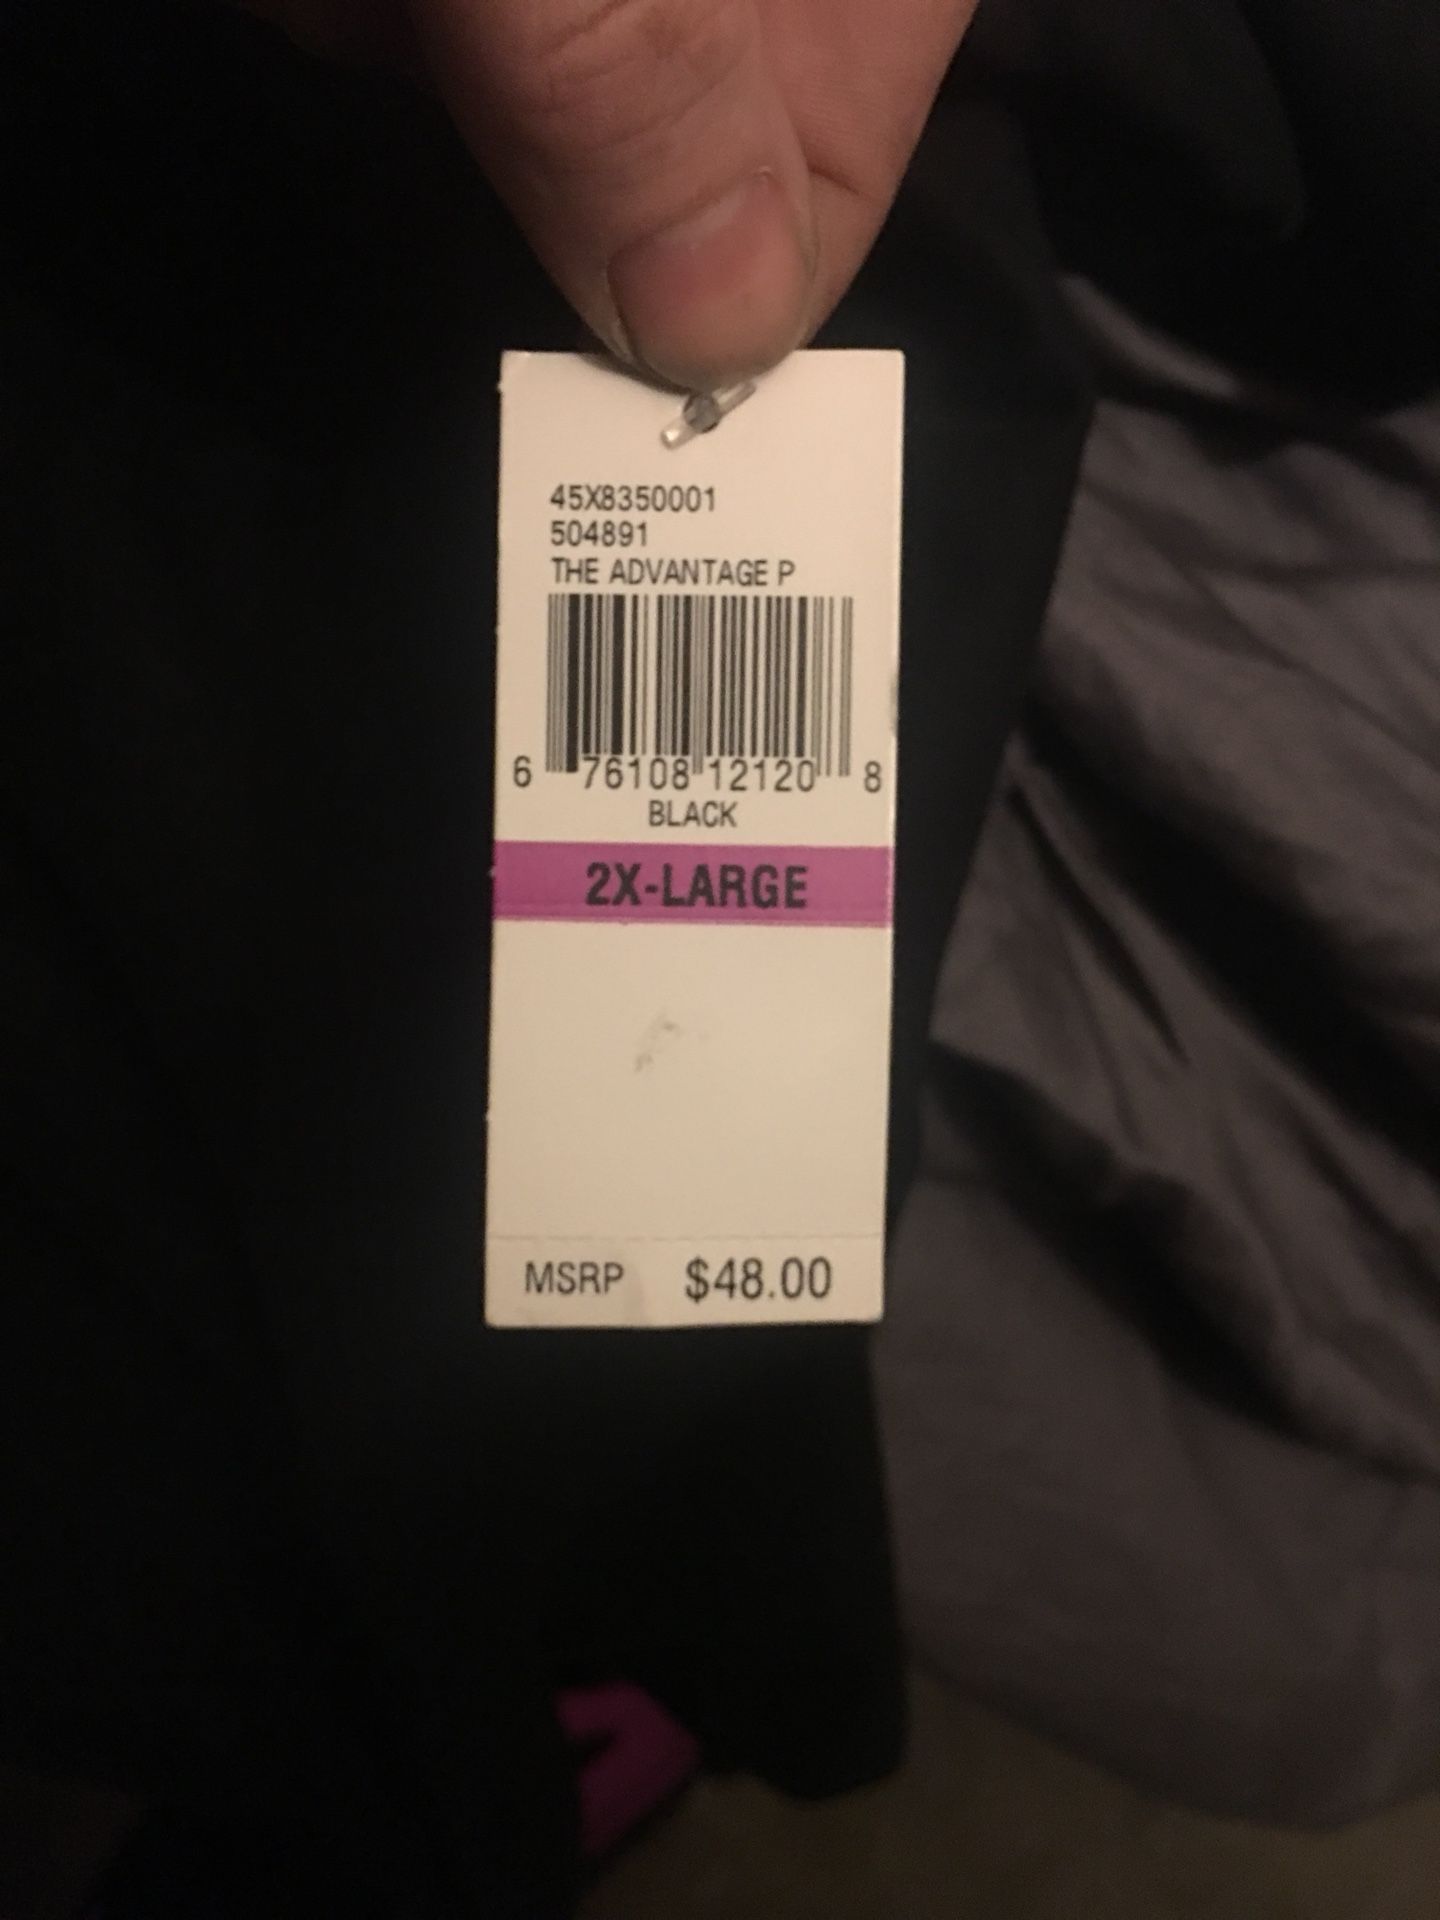 45X8350001
504891
THE ADVANTAGE P
6 76108 12120 8
BLACK
2X-LARGE
MSRP $48.00